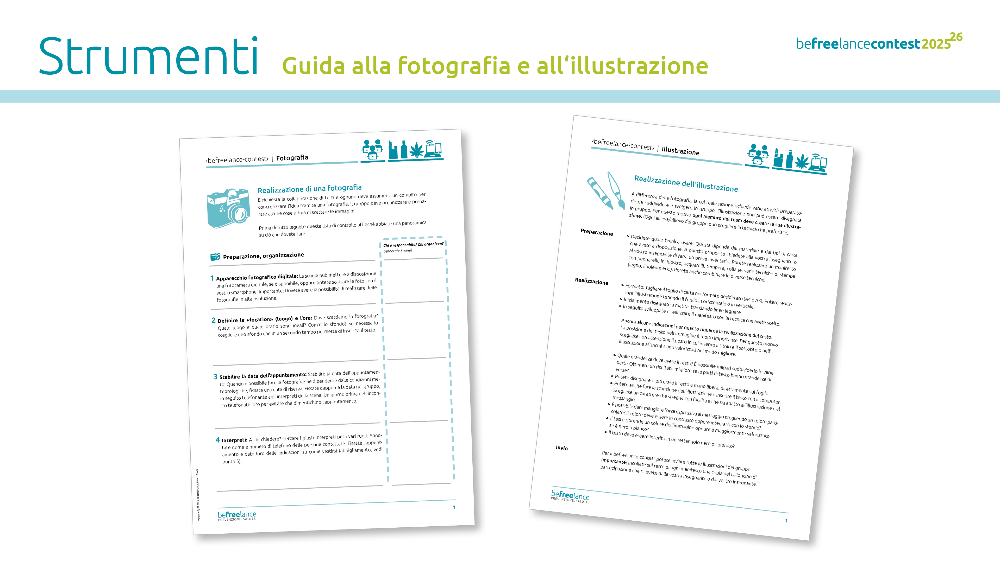 Strumenti Guida alla fotografia e all‘illustrazione
befreelancecontest 2025 26
‹befreelance-contest› | Fotografia
Realizzazione di una fotografia
È richiesta la collaborazione di tutti e ognuno deve assumersi un compito per
concretizzare l’idea tramite una fotografia. Il gruppo deve organizzare e prepa-
rare alcune cose prima di scattare le immagini.
Prima di tutto leggete questa lista di controllo affinché abbiate una panoramica
su ciò che dovete fare.
Chi è responsabile? Chi organizza?
(Annotate i nomi)
Preparazione, organizzazione
1 Apparecchio fotografico digitale: La scuola può mettere a disposizione
una fotocamera digitale, se disponibile, oppure potete scattare le foto con il
vostro smartphone. Importante: Dovete avere la possibilità di realizzare delle
fotografie in alta risoluzione.
2 Definire la «location» (luogo) e l’ora: Dove scattiamo la fotografia?
Quale luogo e quale orario sono ideali? Com’è lo sfondo? Se necessario
scegliere uno sfondo che in un secondo tempo permetta di inserirvi il testo.
3 Stabilire la data dell’appuntamento: Stabilire la data dell’appuntamen-
to: Quando è possibile fare la fotografia? Se dipendente dalle condizioni me-
teorologiche, fissate una data di riserva. Fissate dapprima la data nel gruppo,
in seguito telefonante agli interpreti della scena. Un giorno prima dell’incon-
tro telefonate loro per evitare che dimentichino l’appuntamento.
4 Interpreti: A chi chiedere? Cercate i giusti interpreti per i vari ruoli. Anno-
tate nome e numero di telefono delle persone contattate. Fissate l’appunt-
amento e date loro delle indicazioni su come vestirsi (abbigliamento, vedi
punto 5).
Versione 3/ 02.2025, © befreelance, Fausto Tisato
befreelance
PREVENZIONE. SALUTE.
1
‹befreelance-contest› | Illustrazione
Realizzazione dell’illustrazione
A differenza della fotografia, la cui realizzazione richiede varie attività preparato-
rie da suddividere e svolgere in gruppo, l’illustrazione non può essere disegnata
in gruppo. Per questo motivo ogni membro del team deve creare la sua illustra-
zione. (Ogni allieva/allievo del gruppo può scegliere la tecnica che preferisce).
Preparazione
> Decidete quale tecnica usare. Questa dipende dal materiale e dai tipi di carta
che avete a disposizione. A questo proposito chiedete alla vostra insegnante o
al vostro insegnante di farvi un breve inventario. Potete realizzare un manifesto
con pennarelli, inchiostro, acquarelli, tempera, collage, varie tecniche di stampa
(legno, linoleum ecc.). Potete anche combinare le diverse tecniche.
Realizzazione
> Formato: Tagliare il foglio di carta nel formato desiderato (A4 o A3). Potete realiz-
zare l’illustrazione tenendo il foglio in orizzontale o in verticale.
> Inizialmente disegnate a matita, tracciando linee leggere.
> In seguito sviluppate e realizzate il manifesto con la tecnica che avete scelto.
Ancora alcune indicazioni per quanto riguarda la realizzazione del testo:
La posizione del testo nell’immagine è molto importante. Per questo motivo
scegliete con attenzione il posto in cui inserire il titolo e il sottotitolo nell’
illustrazione affinché siano valorizzati nel modo migliore.
> Quale grandezza deve avere il testo? È possibile magari suddividerlo in varie
parti? Ottenete un risultato migliore se le parti di testo hanno grandezze di-
verse?
> Potete disegnare o pitturare il testo a mano libera, direttamente sul foglio.
> Potete anche fare la scansione dell’illustrazione e inserire il testo con il computer.
Scegliete un carattere che si legga con facilità e che sia adatto all’illustrazione e al
messaggio.
> È possibile dare maggiore forza espressiva al messaggio scegliendo un colore parti-
colare? Il colore deve essere in contrasto oppure integrarsi con lo sfondo?
> Il testo riprende un colore dell’immagine oppure è maggiormente valorizzato
se è nero o bianco?
> Il testo deve essere inserito in un rettangolo nero o colorato?
Invio
Per il befreelance-contest potete inviare tutte le illustrazioni del gruppo.
Importante: Incollate sul retro di ogni manifesto una copia del talloncino di
partecipazione che ricevete dalla vostra insegnante o dal vostro insegnante.
befreelance
PREVENZIONE. SALUTE.
1